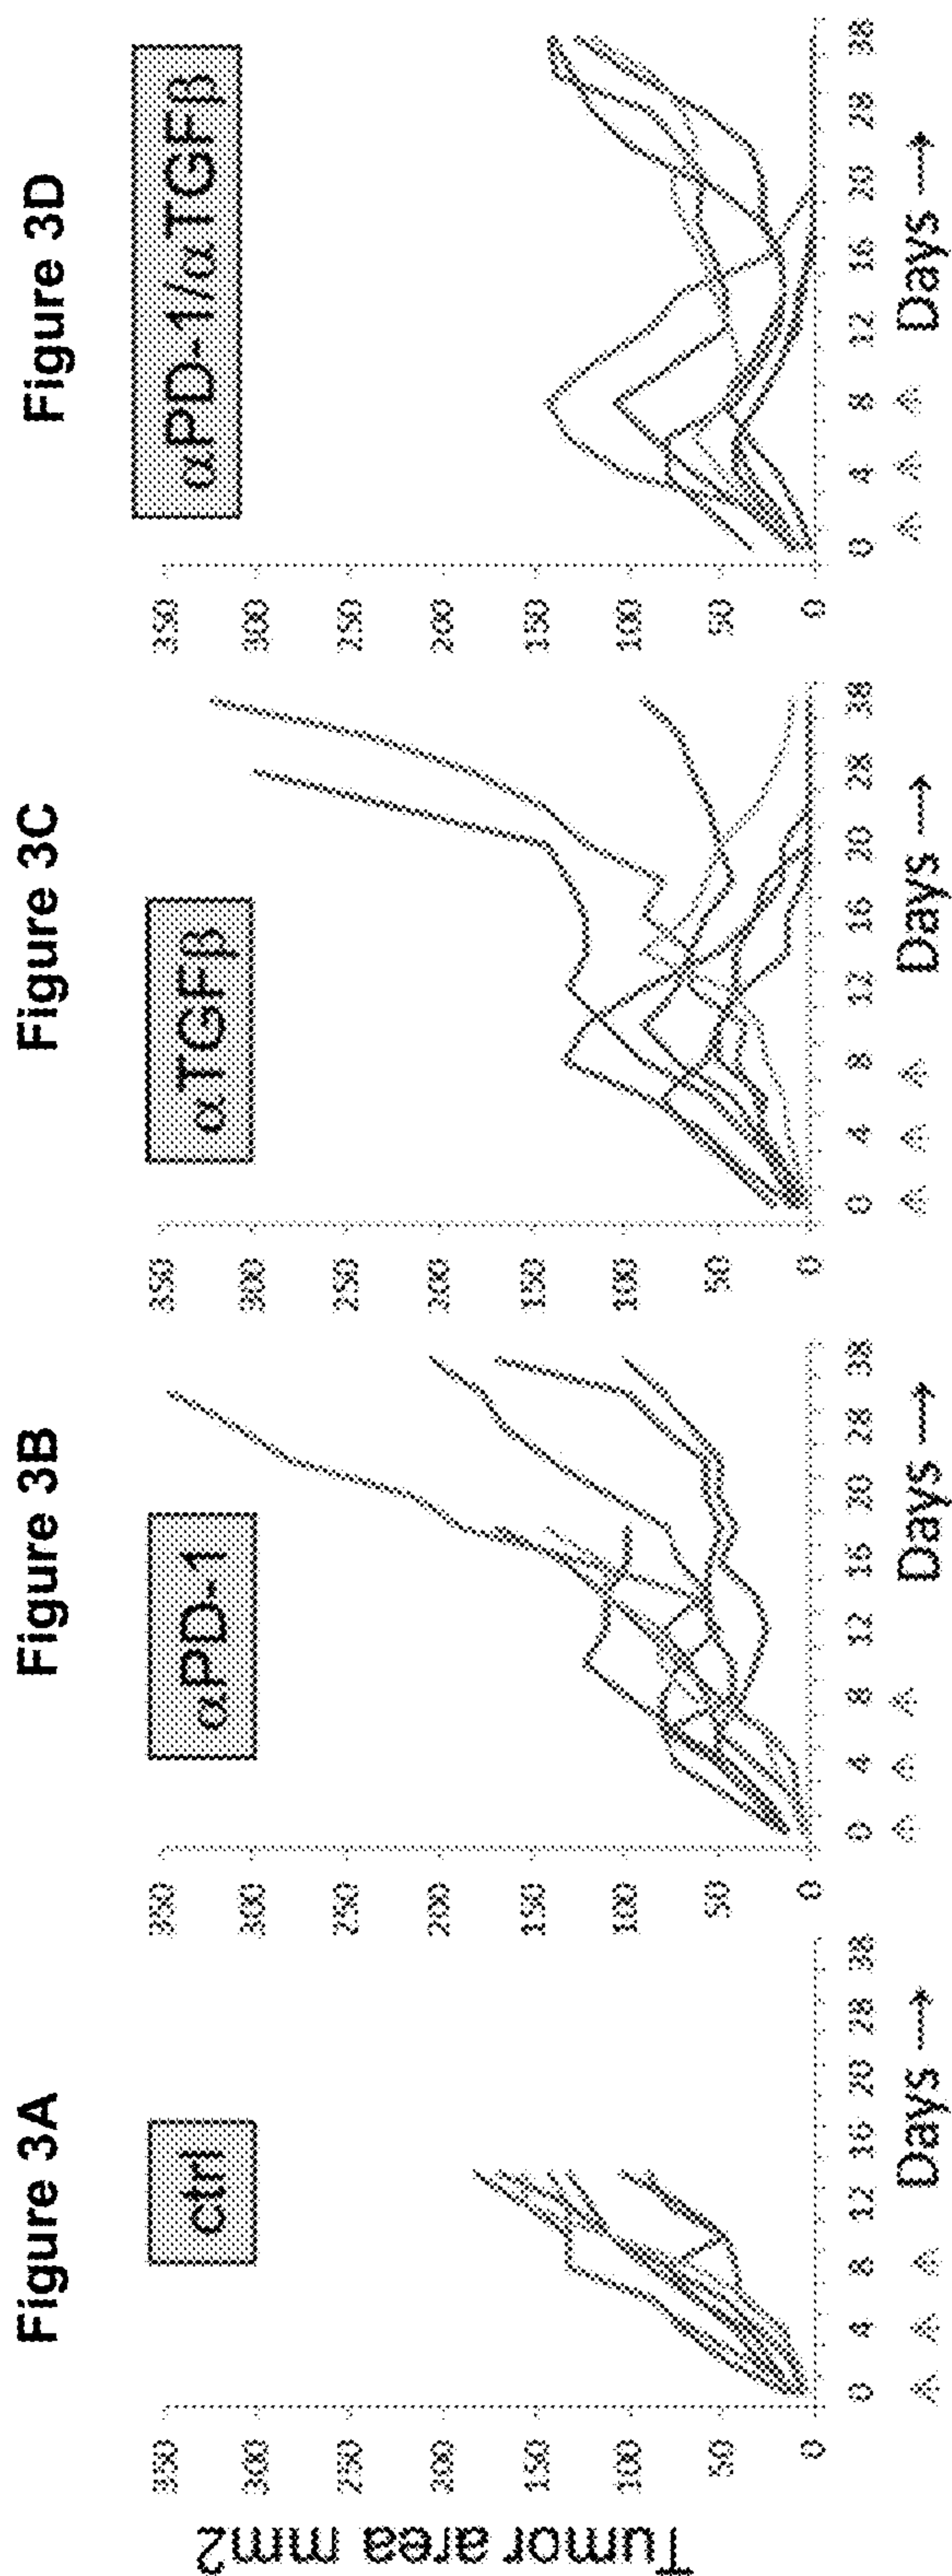 Figure 3A
ctrl
Tumor area mm2
350
300
250
200
150
100
50
0
0 4 8 12 16 20 28 38
Days →
Figure 3B
αPD-1
350
300
250
200
150
100
50
0
0 4 8 12 16 20 28 38
Days →
Figure 3C
αTGFβ
350
300
250
200
150
100
50
0
0 4 8 12 16 20 28 38
Days →
Figure 3D
αPD-1/αTGFβ
350
300
250
200
150
100
50
0
0 4 8 12 16 20 28 38
Days →